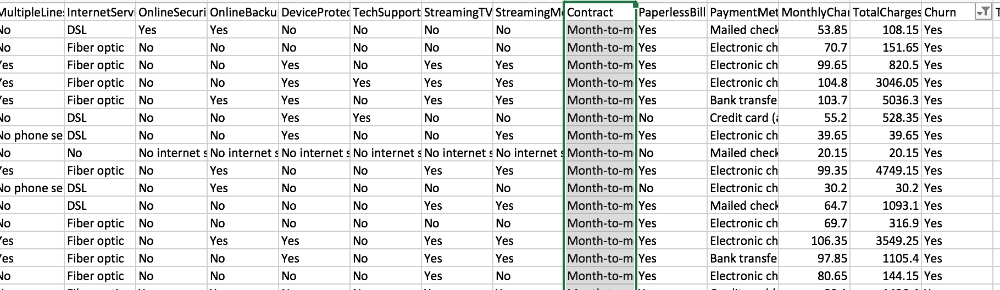 MultipleLine InternetServi OnlineSecuri OnlineBacku DeviceProtec TechSupport StreamingTV StreamingM Contract PaperlessBill PaymentMet MonthlyChar TotalCharges Churn
No DSL Yes Yes No No No No Month-to-m Yes Mailed check 53.85 108.15 Yes
No Fiber optic No No No No No No Month-to-m Yes Electronic ch 70.7 151.65 Yes
Yes Fiber optic No No Yes No Yes Yes Month-to-m Yes Electronic ch 99.65 820.5 Yes
Yes Fiber optic No No Yes Yes Yes Yes Month-to-m Yes Electronic ch 104.8 3046.05 Yes
Yes Fiber optic No Yes Yes No Yes Yes Month-to-m Yes Bank transfe 103.7 5036.3 Yes
No DSL No No Yes Yes No No Month-to-m No Credit card (a 55.2 528.35 Yes
No phone se DSL No No Yes No No Yes Month-to-m Yes Electronic ch 39.65 39.65 Yes
No No No internet s No internet s No internet s No internet s No internet s No internet s Month-to-m No Mailed check 20.15 20.15 Yes
Yes Fiber optic No Yes No No Yes Yes Month-to-m Yes Electronic ch 99.35 4749.15 Yes
No phone se DSL No Yes No No No No Month-to-m No Electronic ch 30.2 30.2 Yes
No DSL No No No No Yes Yes Month-to-m Yes Mailed check 64.7 1093.1 Yes
No Fiber optic No No No No No No Month-to-m Yes Electronic ch 69.7 316.9 Yes
Yes Fiber optic No Yes Yes No Yes Yes Month-to-m Yes Electronic ch 106.35 3549.25 Yes
Yes Fiber optic No No Yes No Yes Yes Month-to-m Yes Bank transfe 97.85 1105.4 Yes
No Fiber optic No No No No Yes No Month-to-m Yes Electronic ch 80.65 144.15 Yes